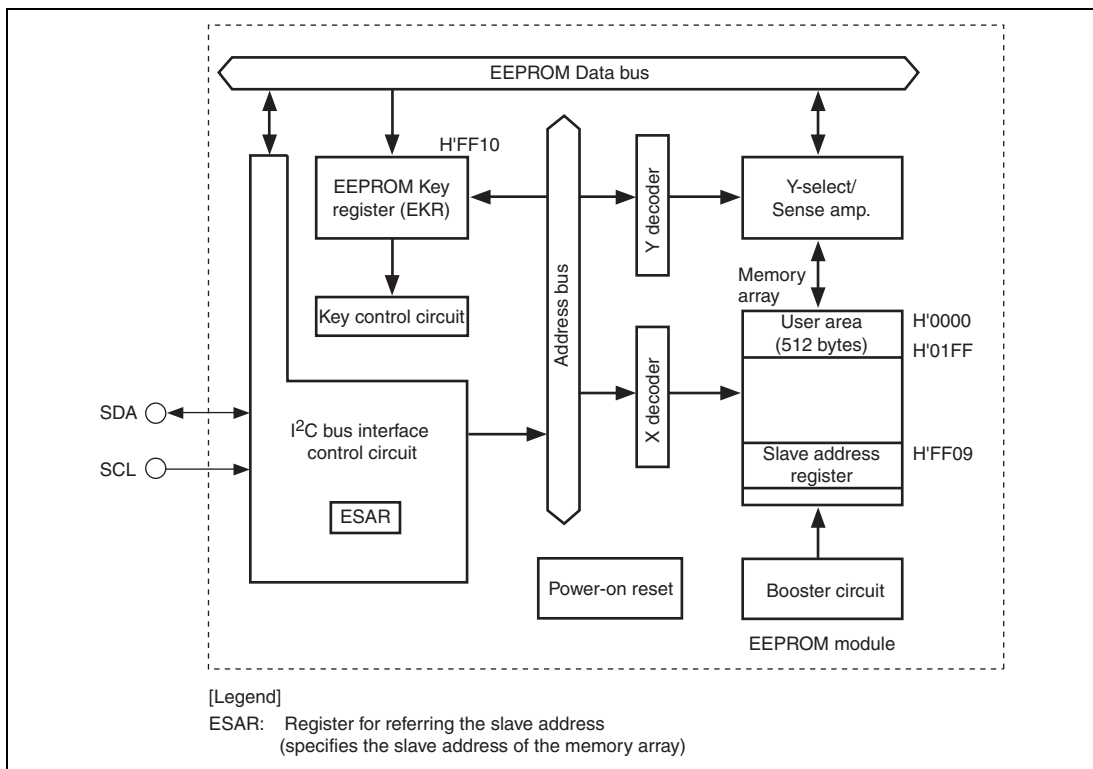 EEPROM Data bus
H'FF10
EEPROM Key
register (EKR)
Key control circuit
Address bus
Y decoder
X decoder
Y-select/
Sense amp.
Memory
array
User area
(512 bytes)
H'0000
H'01FF
Slave address
register
H'FF09
SDA
SCL
I²C bus interface
control circuit
ESAR
Power-on reset
Booster circuit
EEPROM module
[Legend]
ESAR: Register for referring the slave address
(specifies the slave address of the memory array)